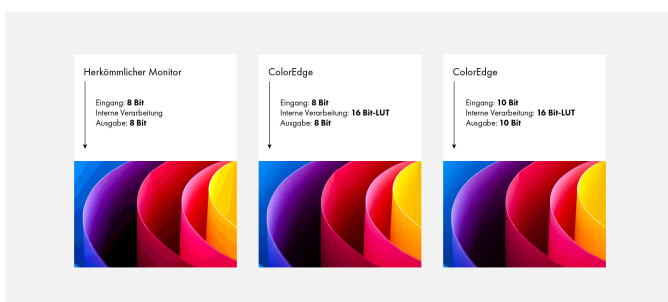 Herkömmlicher Monitor
Eingang: 8 Bit
Interne Verarbeitung
Ausgabe: 8 Bit
ColorEdge
Eingang: 8 Bit
Interne Verarbeitung: 16 Bit-LUT
Ausgabe: 8 Bit
ColorEdge
Eingang: 10 Bit
Interne Verarbeitung: 16 Bit-LUT
Ausgabe: 10 Bit